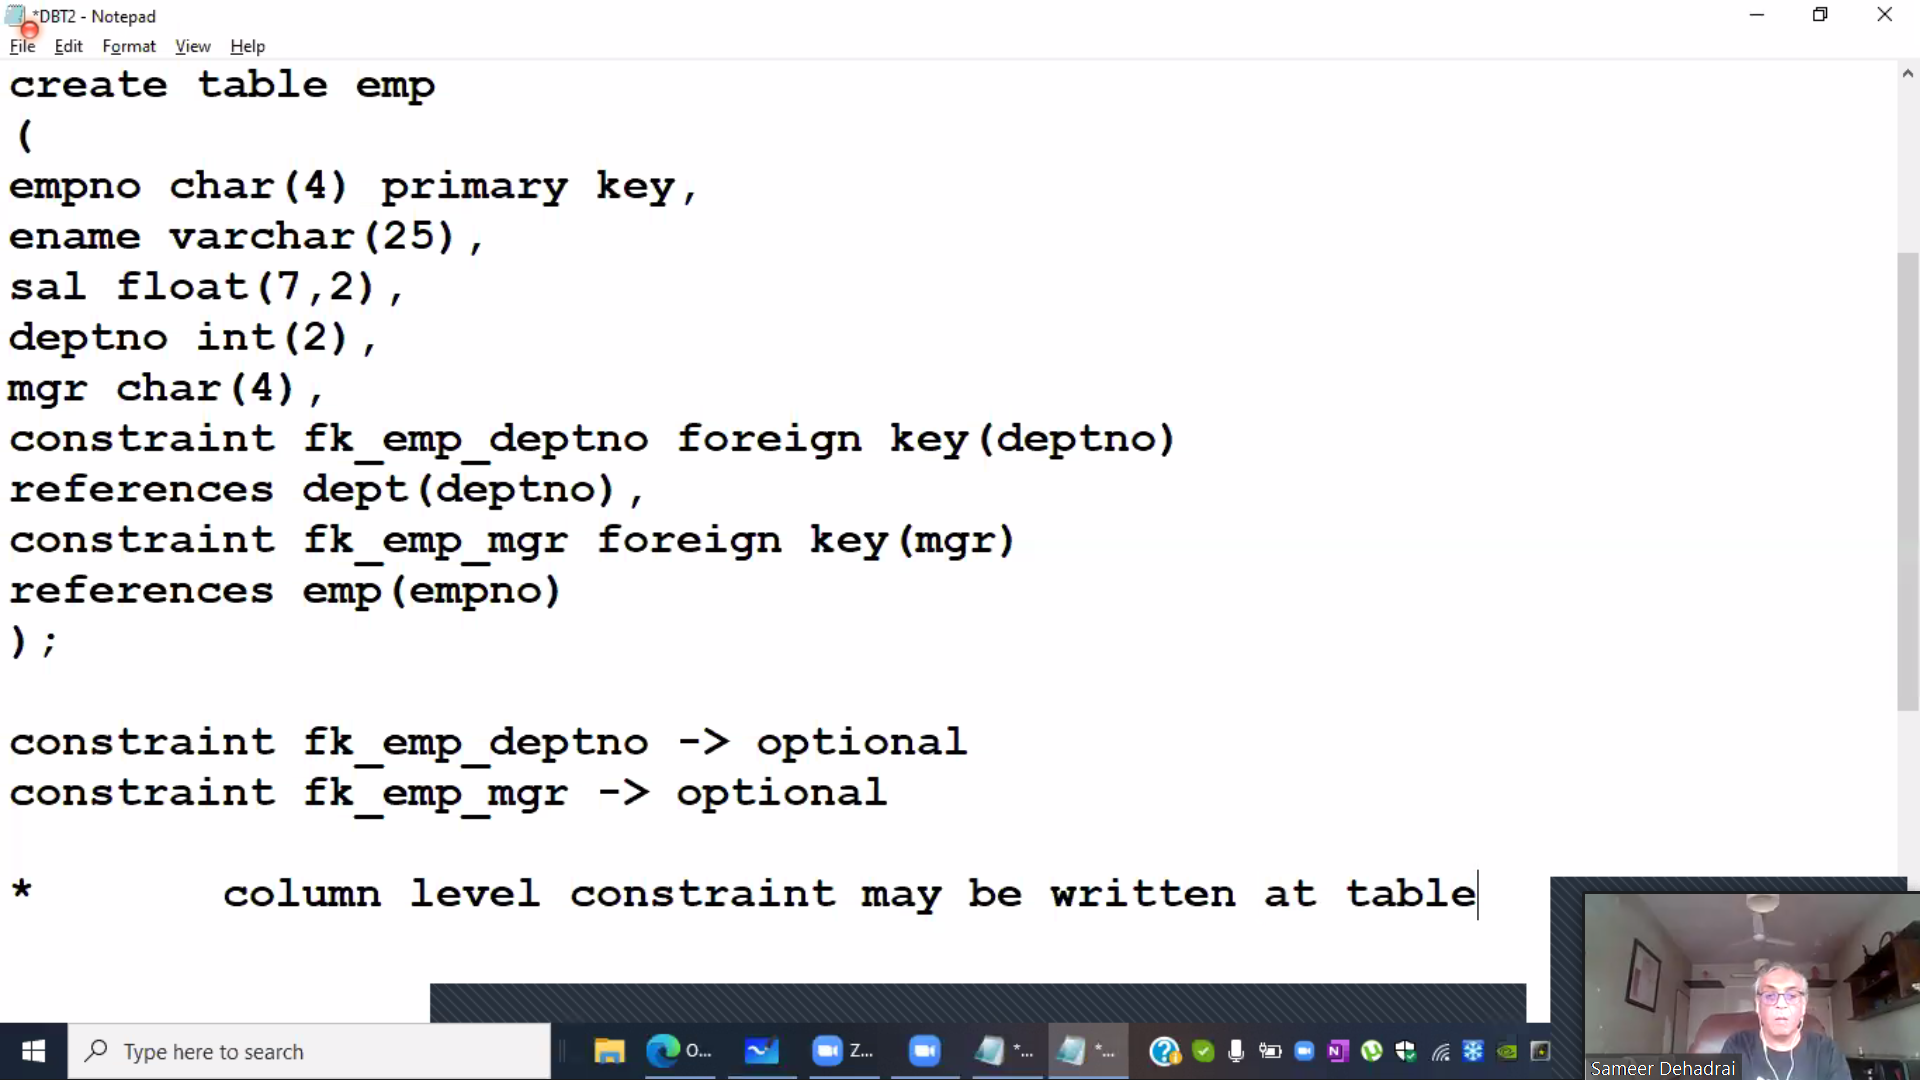 *DBT2 - Notepad
File Edit Format View Help
create table emp
(
empno char(4) primary key,
ename varchar(25),
sal float(7,2),
deptno int(2),
mgr char(4),
constraint fk_emp_deptno foreign key(deptno)
references dept(deptno),
constraint fk_emp_mgr foreign key(mgr)
references emp(empno)
);
constraint fk_emp_deptno -> optional
constraint fk_emp_mgr -> optional
* column level constraint may be written at table
Type here to search
O...
Z...
*...
*...
Sameer Dehadrai